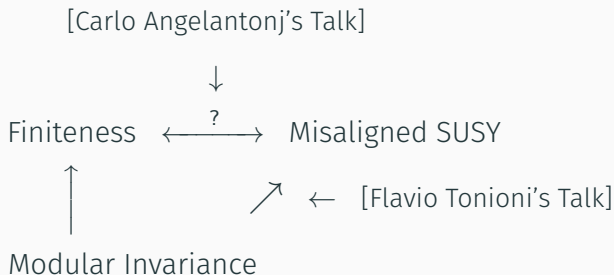 [Carlo Angelantonj's Talk]
↓
?
Finiteness ⟷ Misaligned SUSY
↑ ↗ ← [Flavio Tonioni's Talk]
Modular Invariance